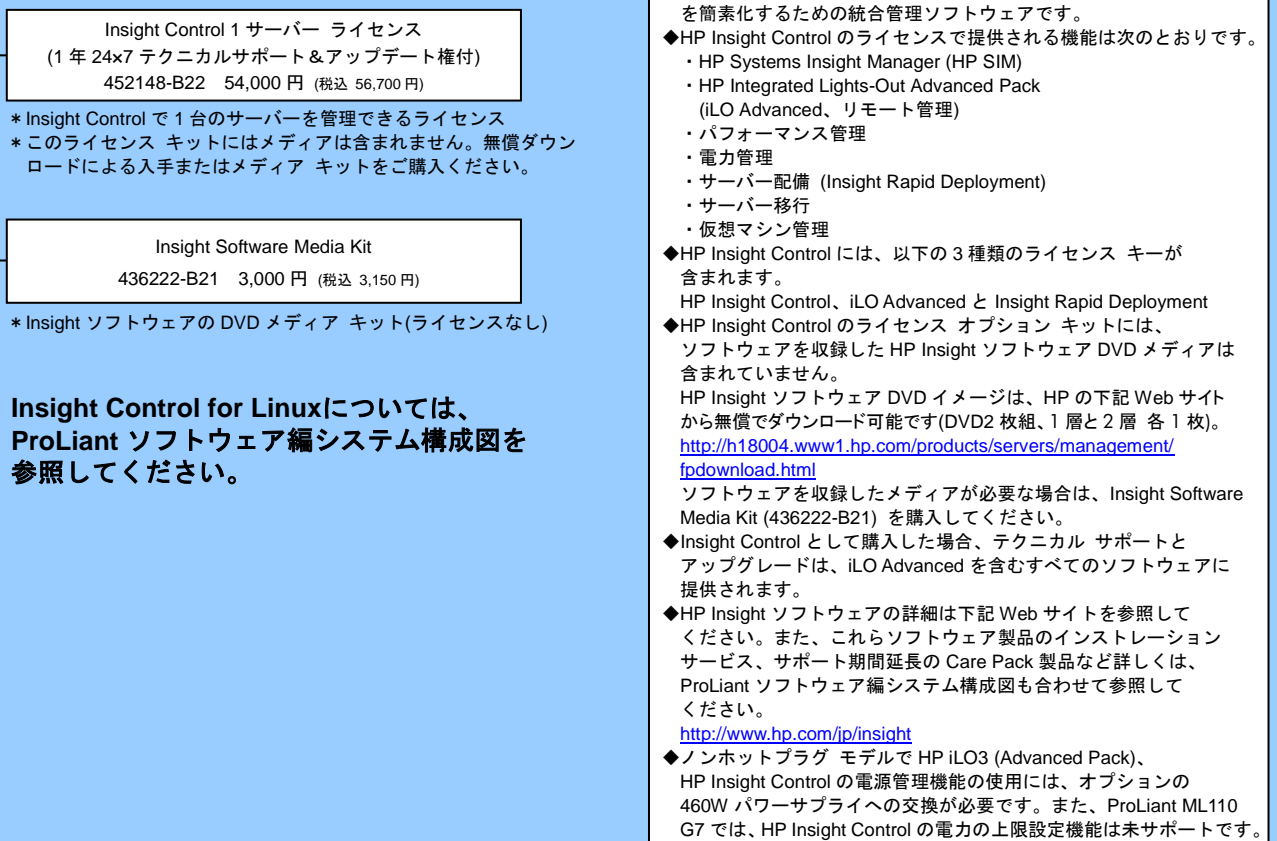 Insight Control 1 サーバー ライセンス
(1 年 24×7 テクニカルサポート＆アップデート権付)
452148-B22 54,000 円 (税込 56,700 円)
＊Insight Control で 1 台のサーバーを管理できるライセンス
＊このライセンス キットにはメディアは含まれません。無償ダウン
ロードによる入手またはメディア キットをご購入ください。
Insight Software Media Kit
436222-B21 3,000 円 (税込 3,150 円)
＊Insight ソフトウェアの DVD メディア キット(ライセンスなし)
Insight Control for Linuxについては、
ProLiant ソフトウェア編システム構成図を
参照してください。
を簡素化するための統合管理ソフトウェアです。
◆HP Insight Control のライセンスで提供される機能は次のとおりです。
・HP Systems Insight Manager (HP SIM)
・HP Integrated Lights-Out Advanced Pack
(iLO Advanced、リモート管理)
・パフォーマンス管理
・電力管理
・サーバー配備 (Insight Rapid Deployment)
・サーバー移行
・仮想マシン管理
◆HP Insight Control には、以下の 3 種類のライセンス キーが
含まれます。
HP Insight Control、iLO Advanced と Insight Rapid Deployment
◆HP Insight Control のライセンス オプション キットには、
ソフトウェアを収録した HP Insight ソフトウェア DVD メディアは
含まれていません。
HP Insight ソフトウェア DVD イメージは、HP の下記 Web サイト
から無償でダウンロード可能です(DVD2 枚組、1 層と 2 層 各 1 枚)。
http://h18004.www1.hp.com/products/servers/management/
fpdownload.html
ソフトウェアを収録したメディアが必要な場合は、Insight Software
Media Kit (436222-B21) を購入してください。
◆Insight Control として購入した場合、テクニカル サポートと
アップグレードは、iLO Advanced を含むすべてのソフトウェアに
提供されます。
◆HP Insight ソフトウェアの詳細は下記 Web サイトを参照して
ください。また、これらソフトウェア製品のインストレーション
サービス、サポート期間延長の Care Pack 製品など詳しくは、
ProLiant ソフトウェア編システム構成図も合わせて参照して
ください。
http://www.hp.com/jp/insight
◆ノンホットプラグ モデルで HP iLO3 (Advanced Pack)、
HP Insight Control の電源管理機能の使用には、オプションの
460W パワーサプライへの交換が必要です。また、ProLiant ML110
G7 では、HP Insight Control の電力の上限設定機能は未サポートです。